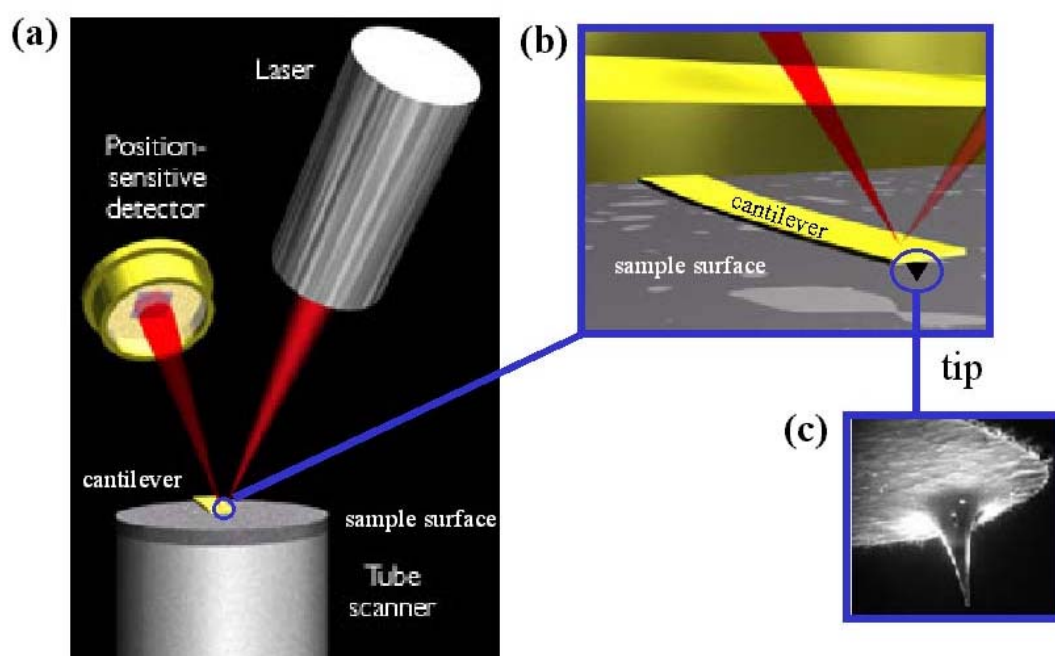 (a)
Laser
Position-
sensitive
detector
cantilever
sample surface
Tube
scanner
(b)
cantilever
sample surface
tip
(c)